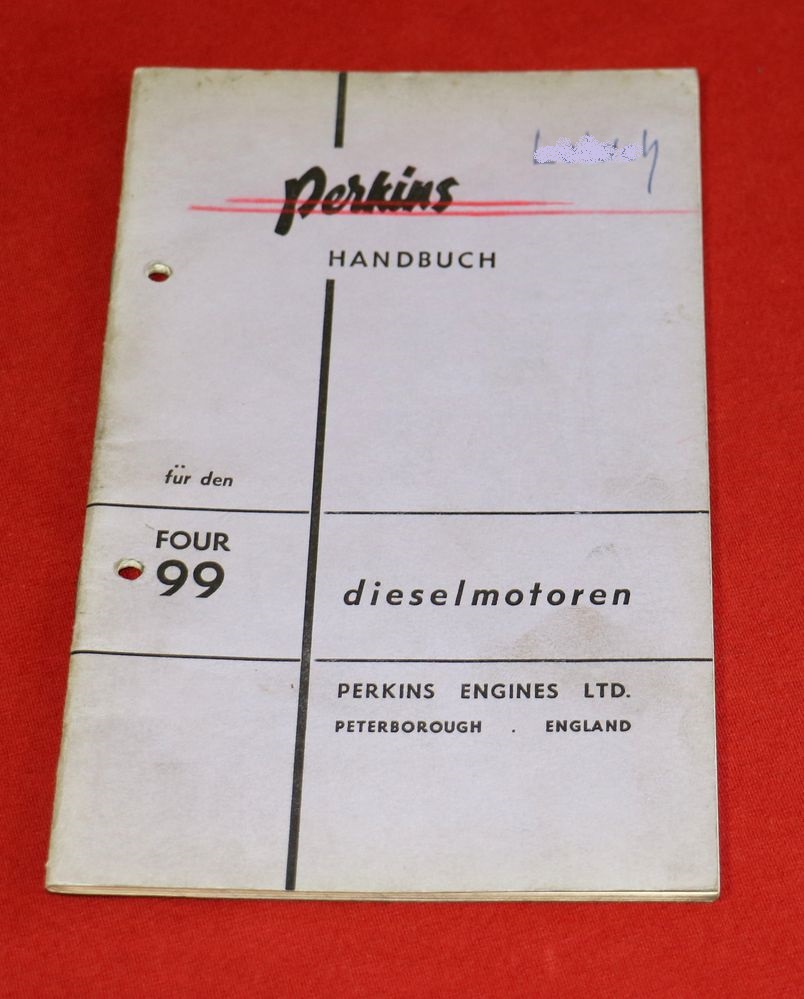 Perkins
HANDBUCH
für den
FOUR
99
dieselmotoren
PERKINS ENGINES LTD.
PETERBOROUGH . ENGLAND